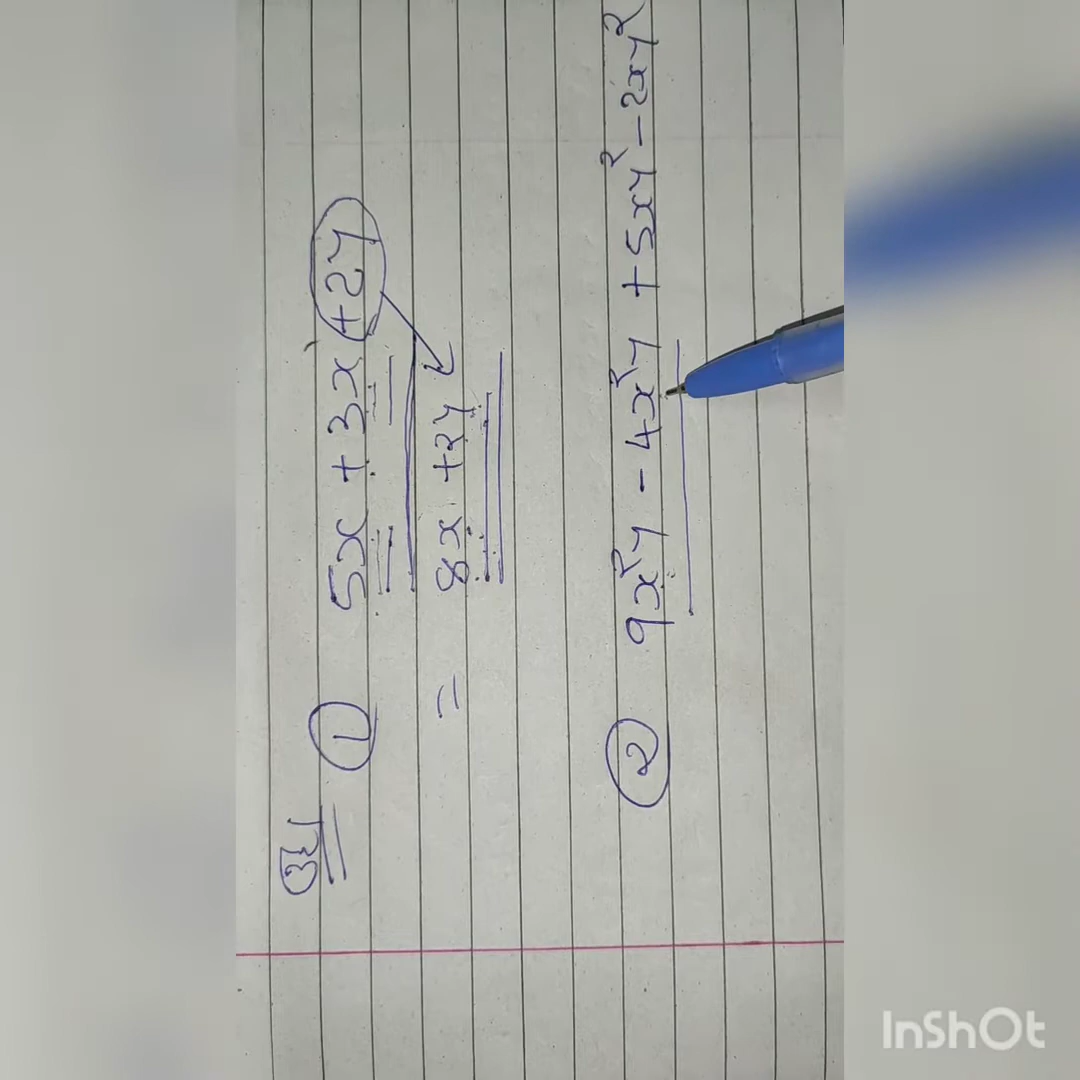 ① 5x + 3x + 2y
= 8x + 2y
② 9x²y - 4x²y + 5xy² - 2xy²
InShOt